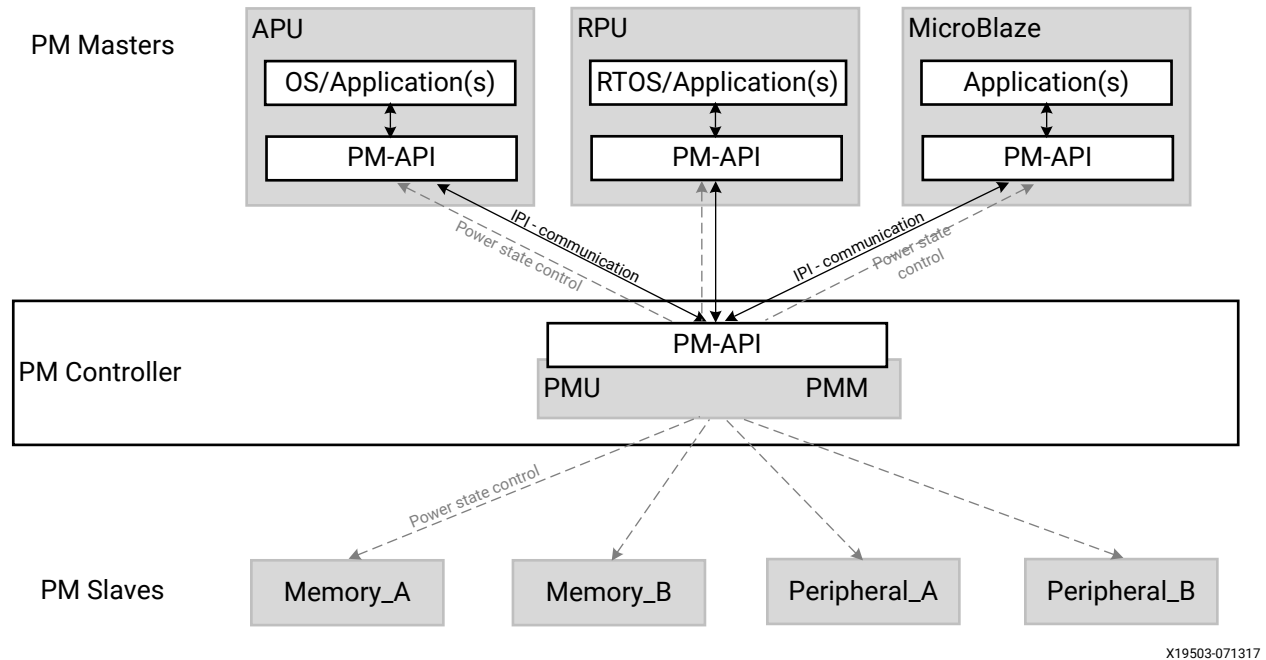 PM Masters
APU
OS/Application(s)
PM-API
RPU
RTOS/Application(s)
PM-API
MicroBlaze
Application(s)
PM-API
IPI - communication
Power state control
IPI - communication
Power state
control
PM Controller
PM-API
PMU
PMM
Power state control
PM Slaves
Memory_A
Memory_B
Peripheral_A
Peripheral_B
X19503-071317